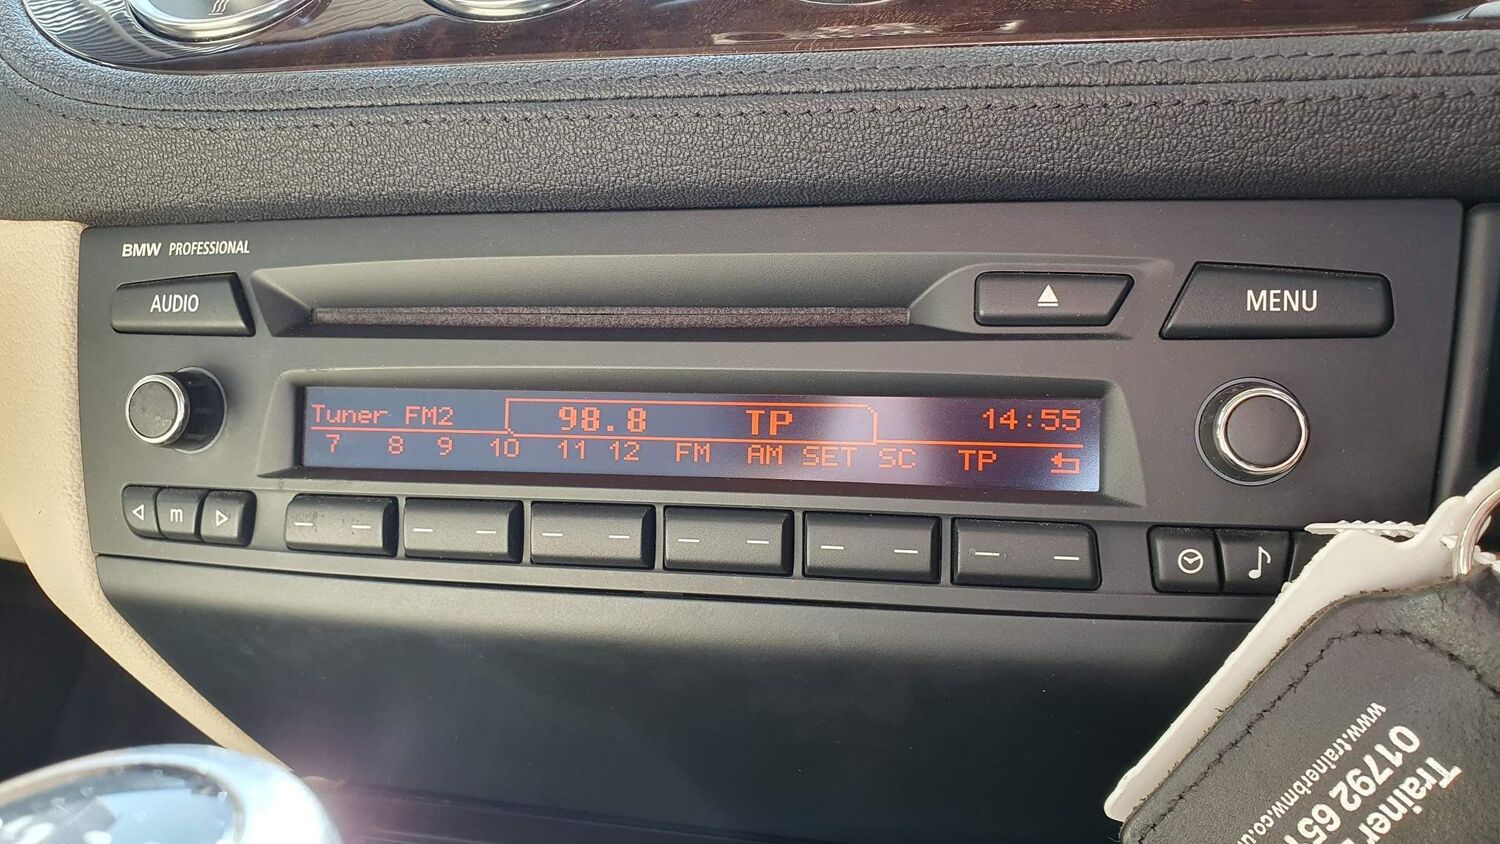 BMW PROFESSIONAL
AUDIO
MENU
Tuner FM2 98.8 TP 14:55
7 8 9 10 11 12 FM AM SET SC TP
m
Trainer
01792 65
www.trainerbmw.co.u